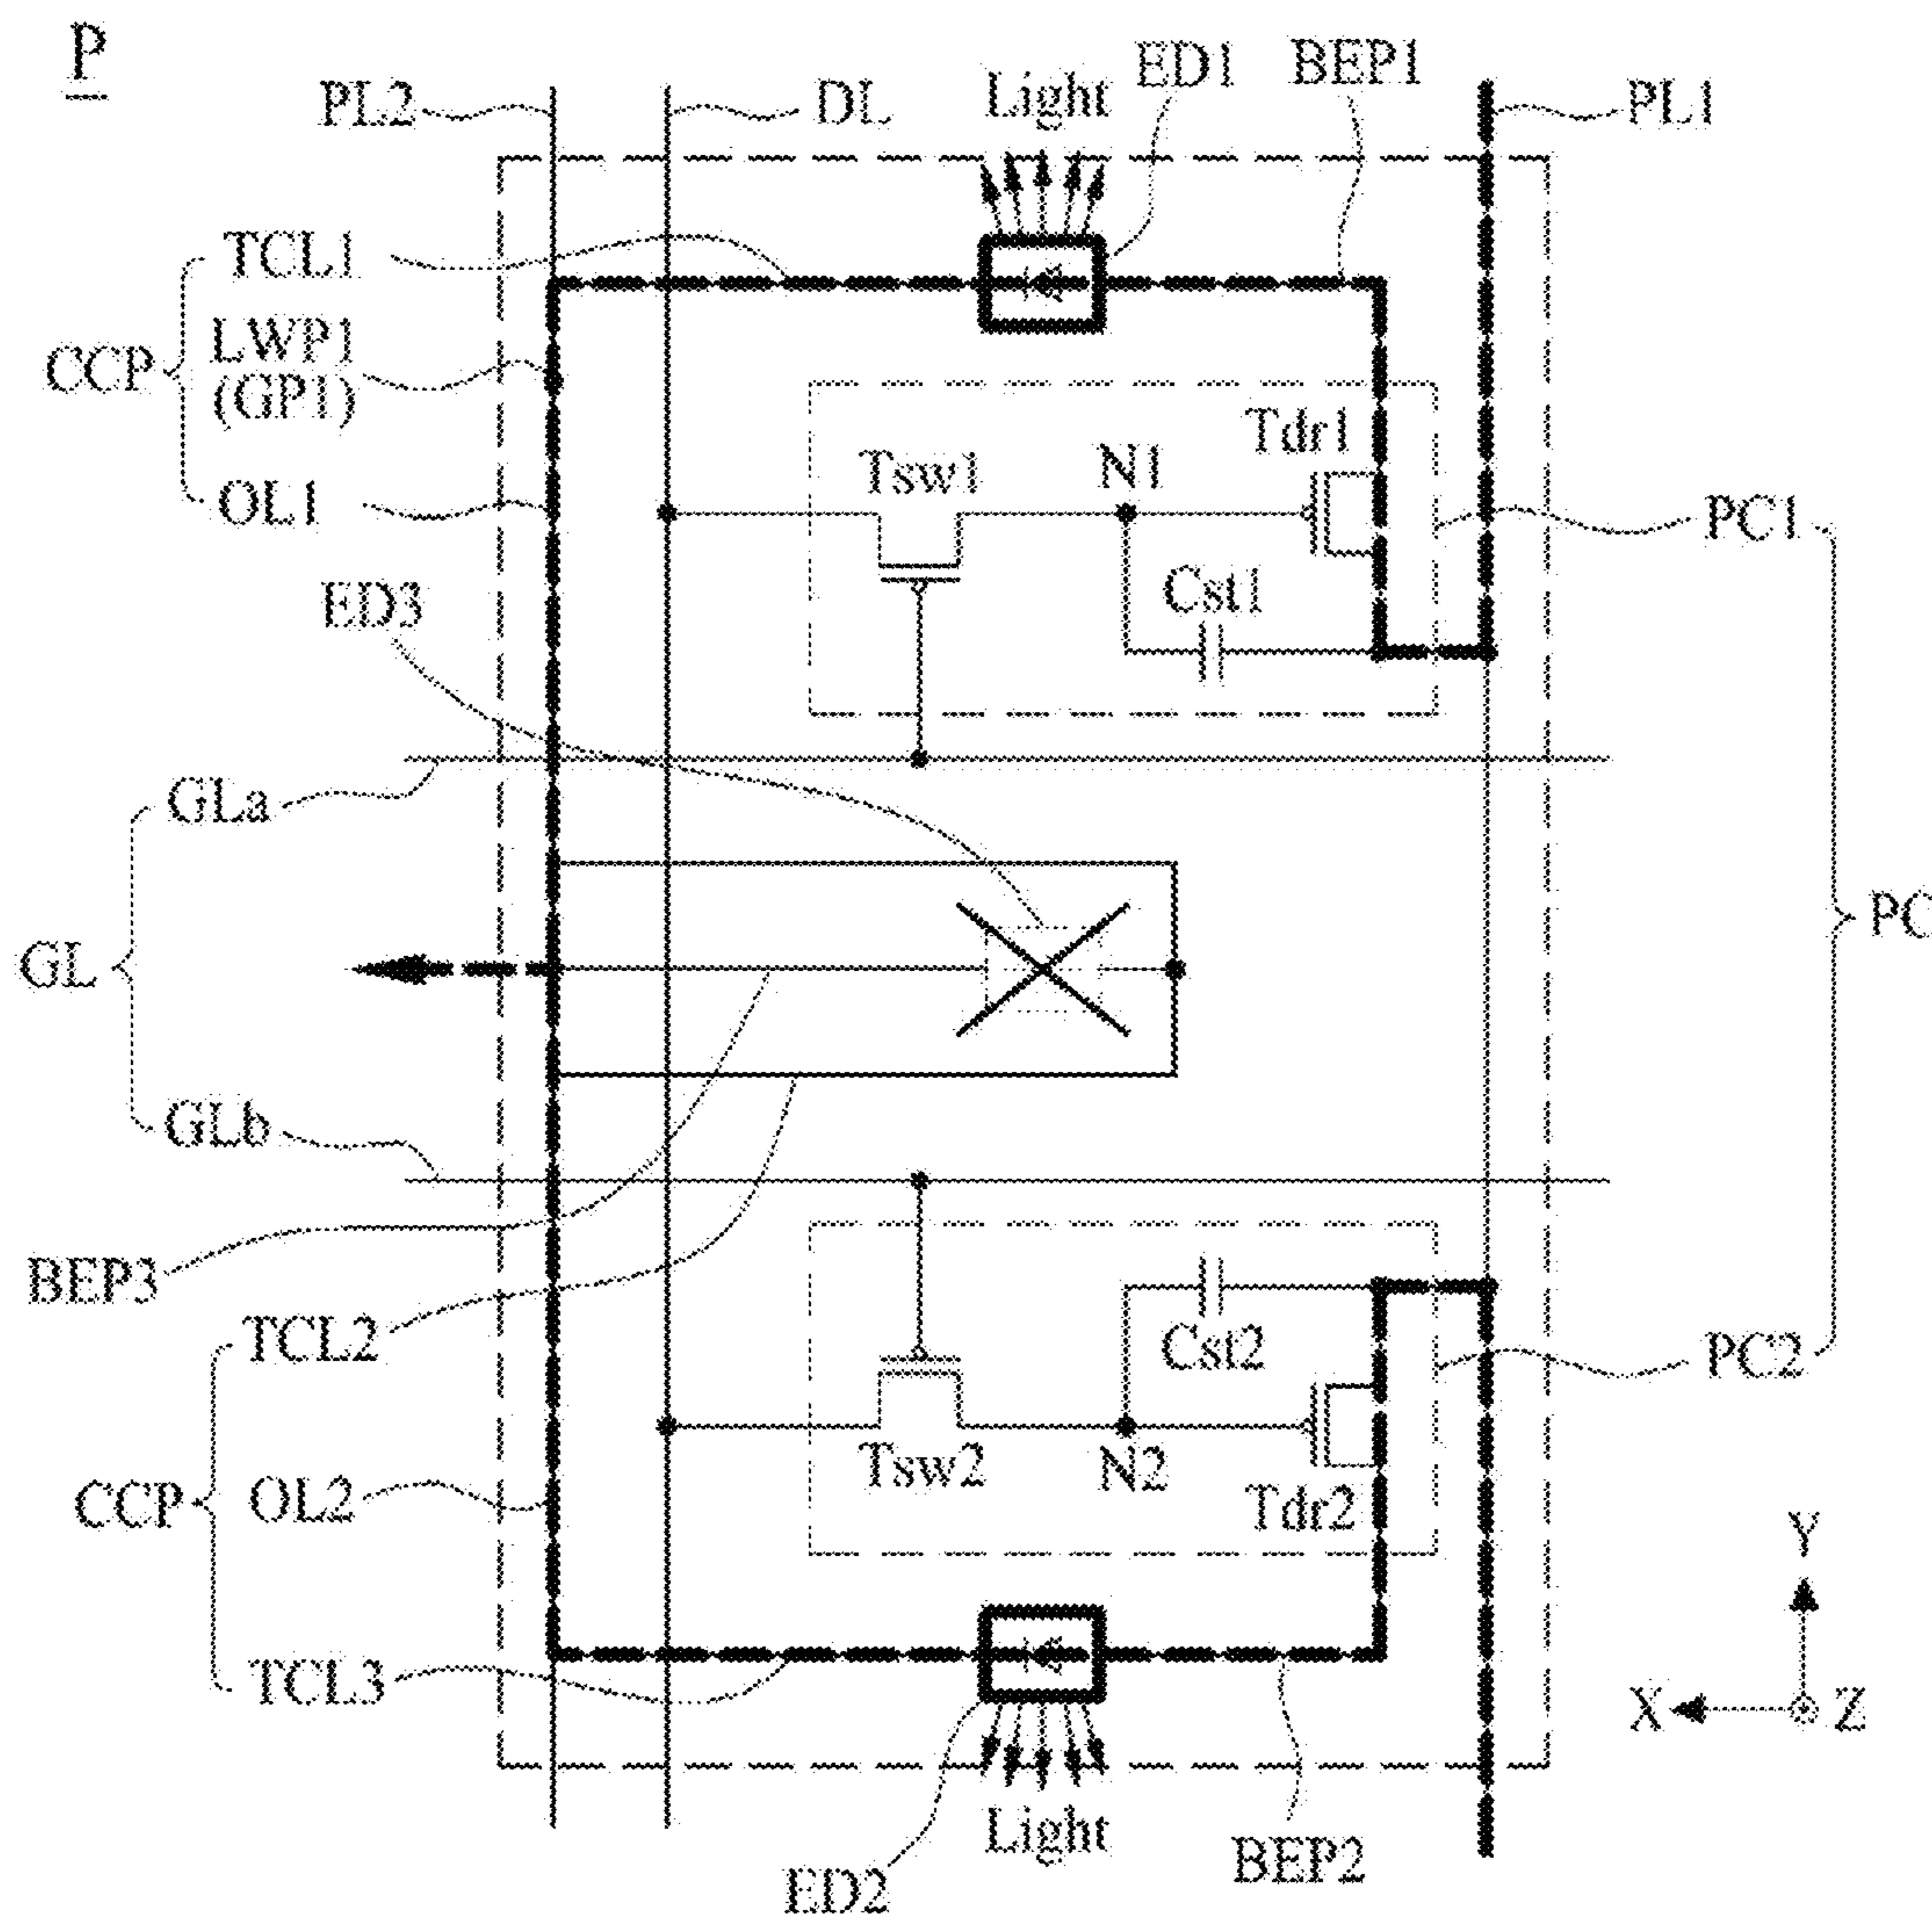 P
PL2
DL
Light
ED1
BEP1
PL1
TCL1
CCP
LWP1
(GP1)
OL1
Tdr1
Tsw1
N1
PC1
Cst1
ED3
GLa
PC
GL
GLb
BEP3
TCL2
Cst2
PC2
Tsw2
N2
Tdr2
CCP
OL2
Y
TCL3
X
Z
Light
BEP2
ED2